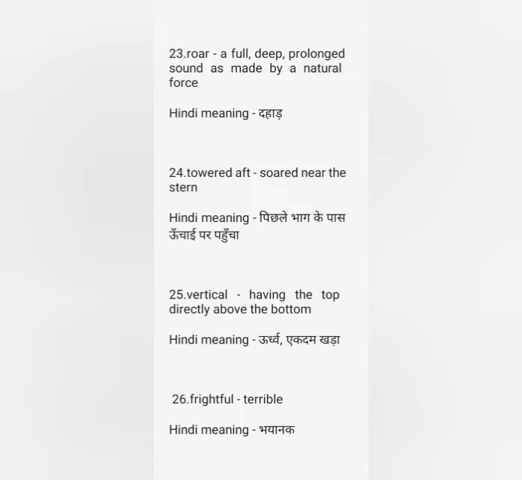 23.roar - a full, deep, prolonged
sound as made by a natural
force
Hindi meaning - दहाड़
24.towered aft - soared near the
stern
Hindi meaning - पिछले भाग के पास
ऊँचाई पर पहुँचा
25.vertical - having the top
directly above the bottom
Hindi meaning - ऊर्ध्व, एकदम खड़ा
26.frightful - terrible
Hindi meaning - भयानक